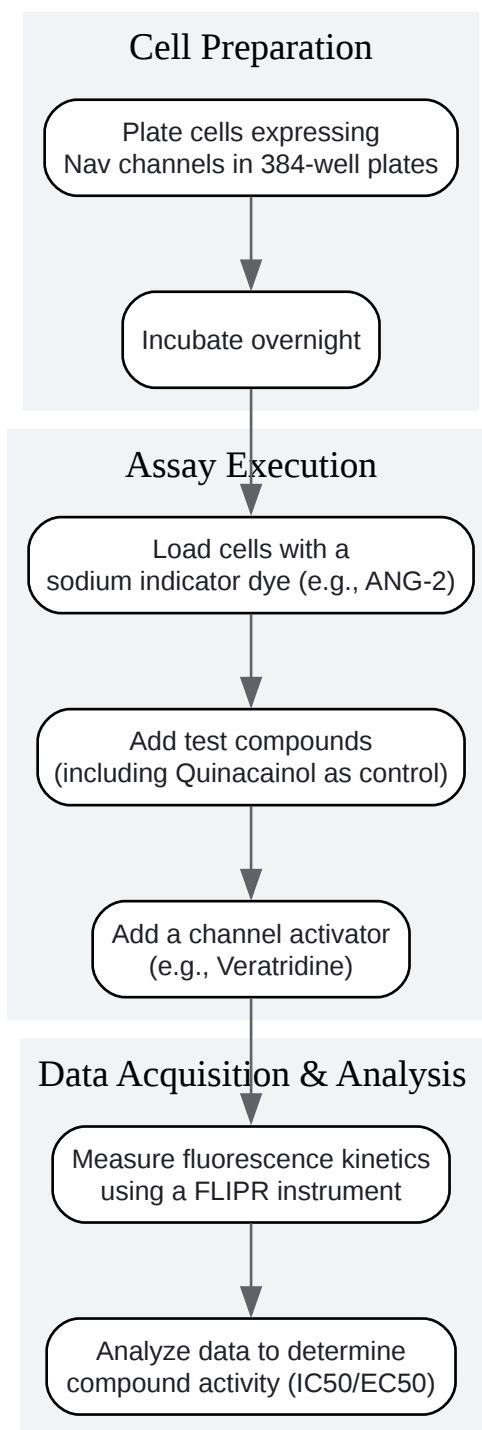 Cell Preparation
Plate cells expressing
Nav channels in 384-well plates
Incubate overnight
Assay Execution
Load cells with a
sodium indicator dye (e.g., ANG-2)
Add test compounds
(including Quinacainol as control)
Add a channel activator
(e.g., Veratridine)
Data Acquisition & Analysis
Measure fluorescence kinetics
using a FLIPR instrument
Analyze data to determine
compound activity (IC50/EC50)